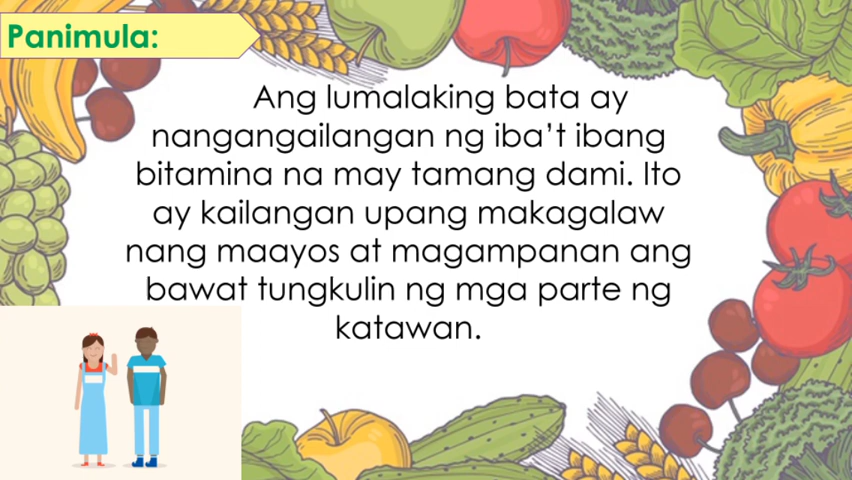 Panimula:
Ang lumalaking bata ay
nangangailangan ng iba’t ibang
bitamina na may tamang dami. Ito
ay kailangan upang makagalaw
nang maayos at magampanan ang
bawat tungkulin ng mga parte ng
katawan.